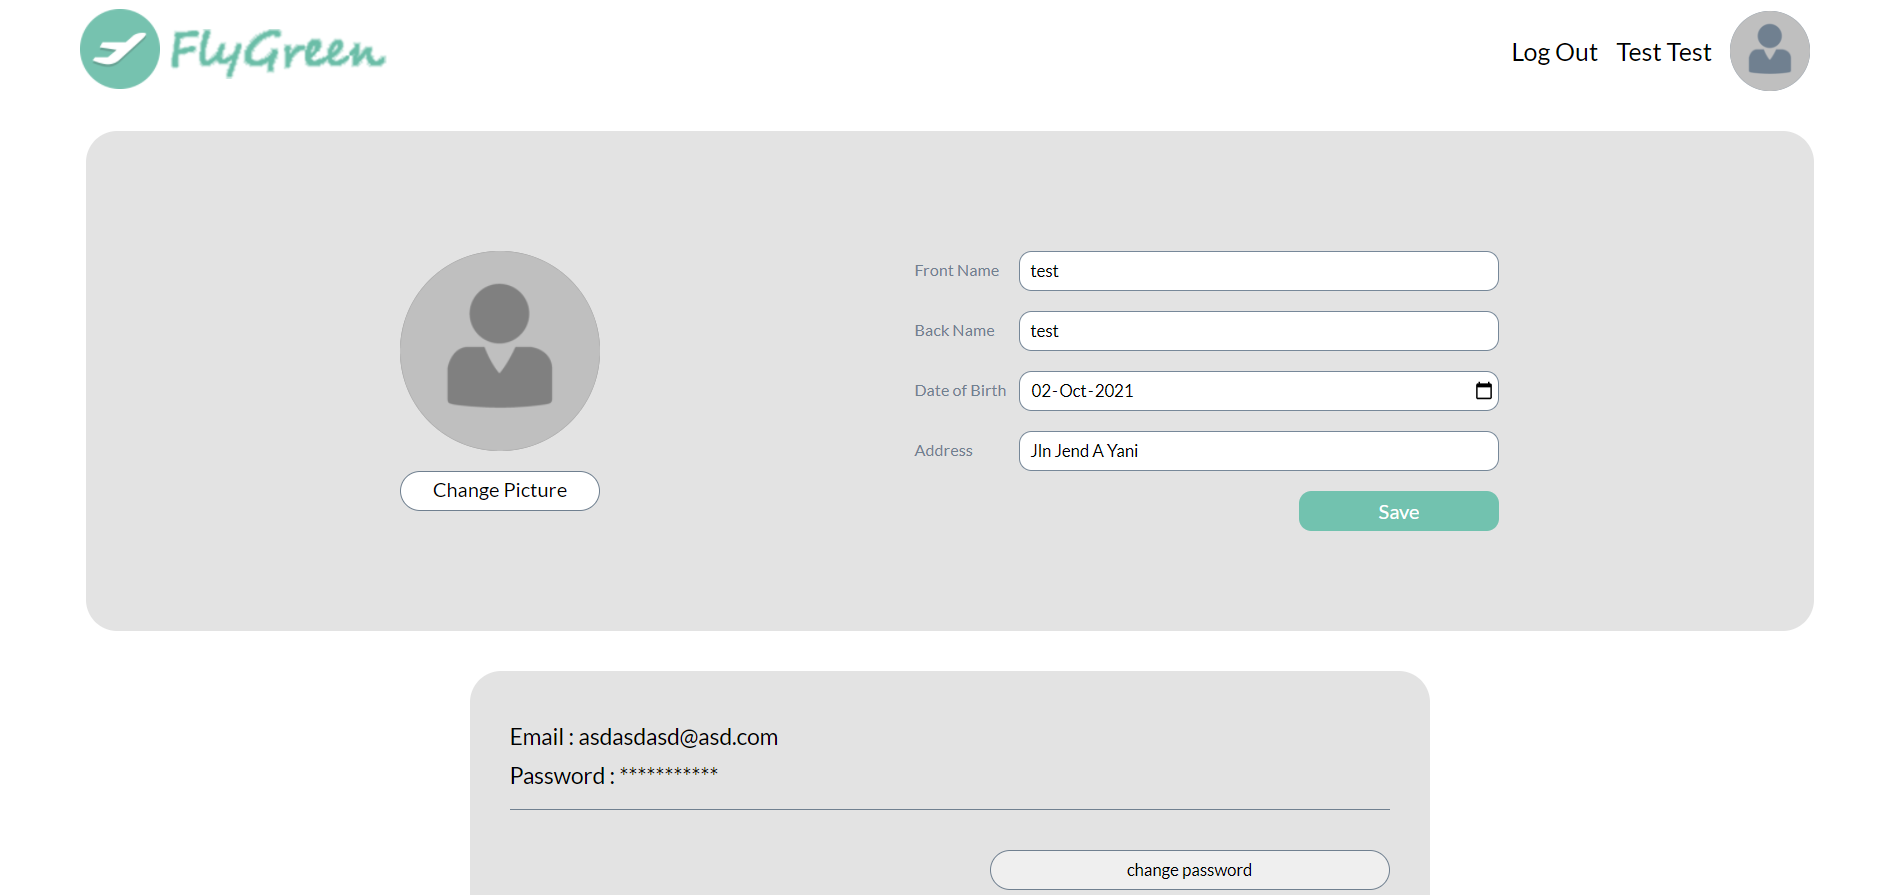 FlyGreen
Log Out Test Test
Front Name test
Back Name test
Date of Birth 02-Oct-2021
Address Jln Jend A Yani
Change Picture
Save
Email : asdasdasd@asd.com
Password : ***********
change password